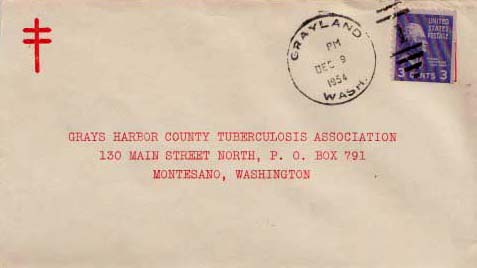 GRAYLAND
PM
DEC 9
1954
WASH.
UNITED
STATES
POSTAGE
3 CENTS 3
GRAYS HARBOR COUNTY TUBERCULOSIS ASSOCIATION
130 MAIN STREET NORTH, P. O. BOX 791
MONTESANO, WASHINGTON